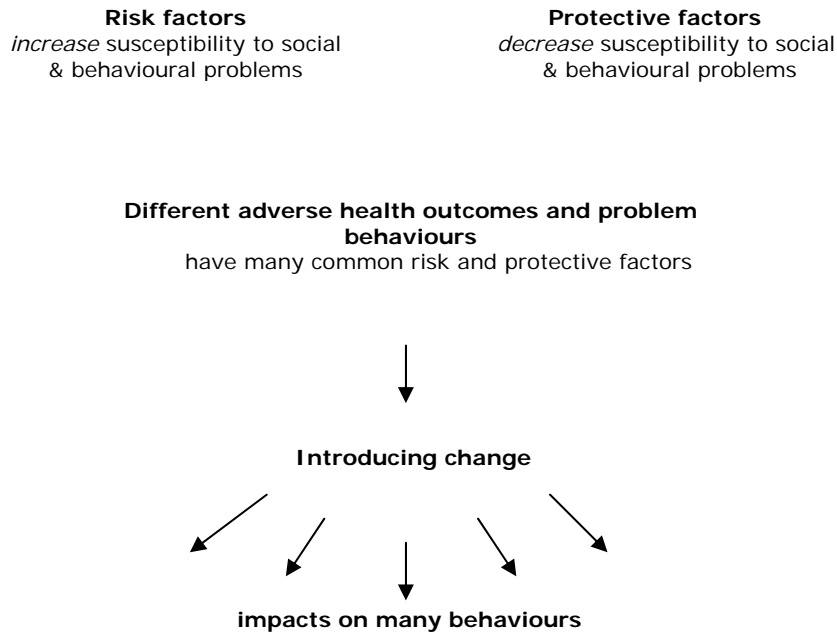 Risk factors
increase susceptibility to social
& behavioural problems
Protective factors
decrease susceptibility to social
& behavioural problems
Different adverse health outcomes and problem
behaviours
have many common risk and protective factors
Introducing change
impacts on many behaviours